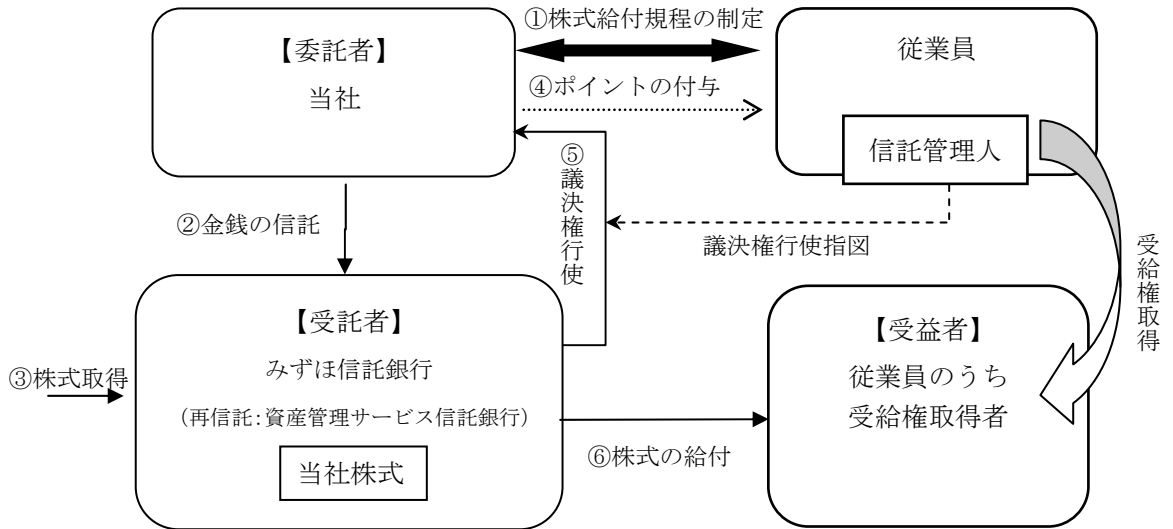 ①株式給付規程の制定
【委託者】
当社
従業員
④ポイントの付与
信託管理人
⑤議決権行使
②金銭の信託
議決権行使指図
受給権取得
【受託者】
みずほ信託銀行
（再信託：資産管理サービス信託銀行）
当社株式
③株式取得
【受益者】
従業員のうち
受給権取得者
⑥株式の給付